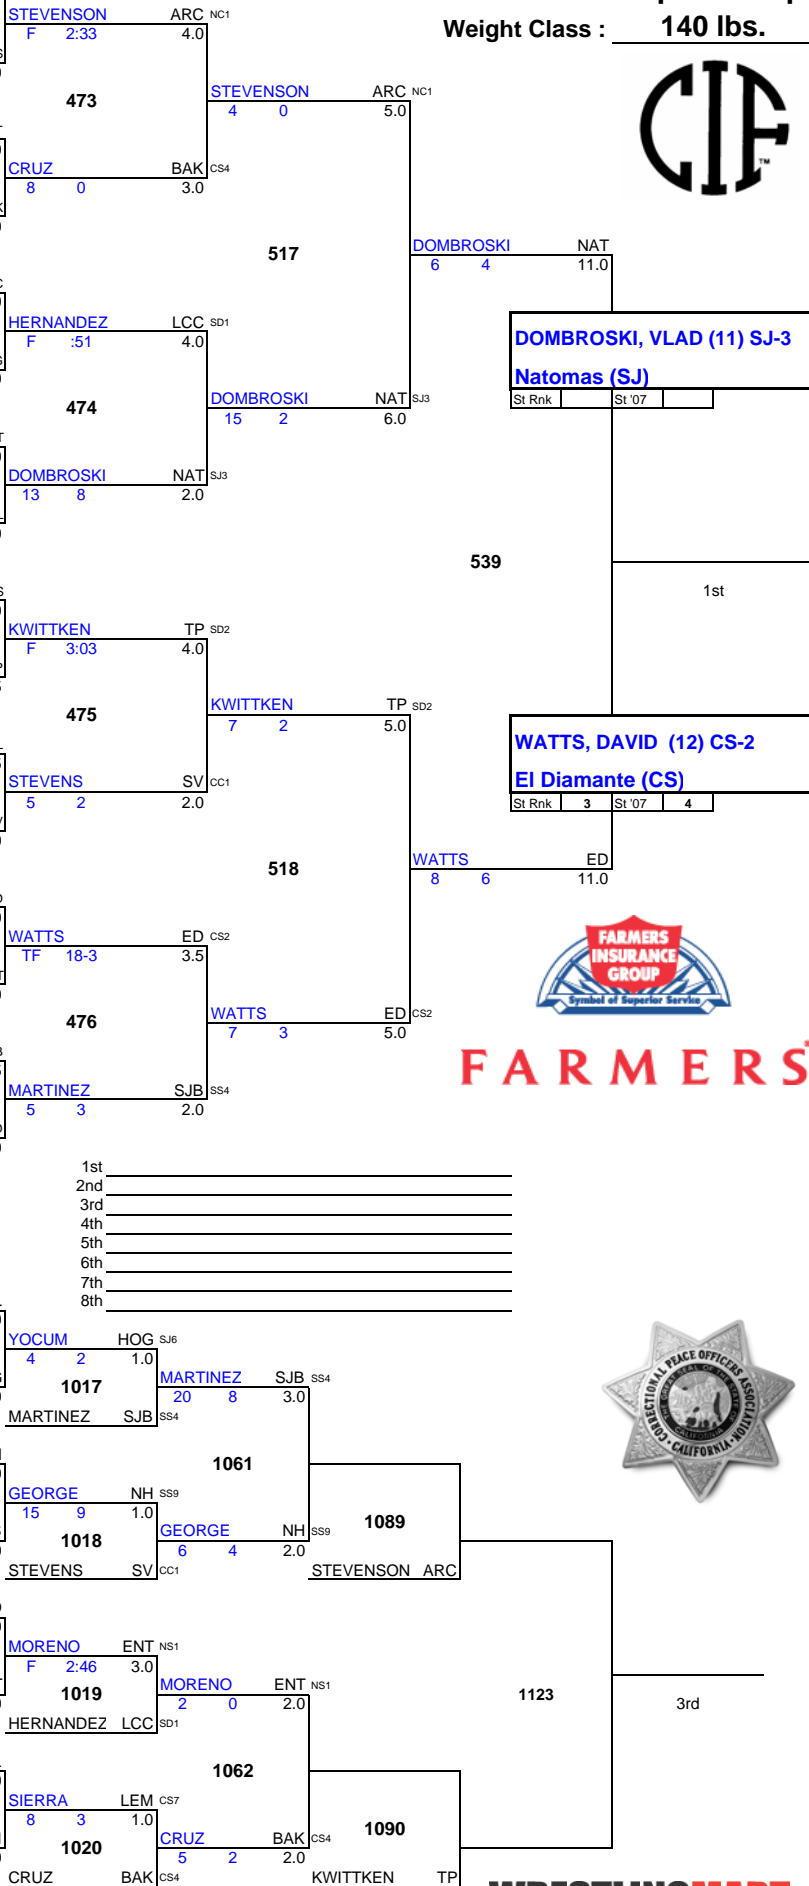 Weight Class : 140 lbs.
CIF
TM
STEVENSON ARC NC1
F 2:33 4.0
473
STEVENSON ARC NC1
4 0 5.0
CRUZ BAK CS4
8 0 3.0
517
DOMBROSKI NAT
6 4 11.0
HERNANDEZ LCC SD1
F :51 4.0
DOMBROSKI, VLAD (11) SJ-3
Natomas (SJ)
St Rnk St '07
474
DOMBROSKI NAT SJ3
15 2 6.0
DOMBROSKI NAT SJ3
13 8 2.0
539
1st
KWITTKEN TP SD2
F 3:03 4.0
475
KWITTKEN TP SD2
7 2 5.0
WATTS, DAVID (12) CS-2
El Diamante (CS)
St Rnk 3 St '07 4
STEVENS SV CC1
5 2 2.0
518
WATTS ED
8 6 11.0
WATTS ED CS2
TF 18-3 3.5
FARMERS
INSURANCE
GROUP
Symbol of Superior Service
476
WATTS ED CS2
7 3 5.0
FARMERS
MARTINEZ SJB SS4
5 3 2.0
1st
2nd
3rd
4th
5th
6th
7th
8th
YOCUM HOG SJ6
4 2 1.0
1017
MARTINEZ SJB SS4
20 8 3.0
MARTINEZ SJB SS4
CORRECTIONAL PEACE OFFICERS ASSOCIATION
CALIFORNIA
1061
GEORGE NH SS9
15 9 1.0
1018
GEORGE NH SS9
6 4 2.0
1089
STEVENS SV CC1
STEVENSON ARC
MORENO ENT NS1
F 2:46 3.0
1019
MORENO ENT NS1
2 0 2.0
1123
3rd
HERNANDEZ LCC SD1
1062
SIERRA LEM CS7
8 3 1.0
1020
CRUZ BAK CS4
5 2 2.0
1090
CRUZ BAK CS4
KWITTKEN TP
WRESTLINGMART